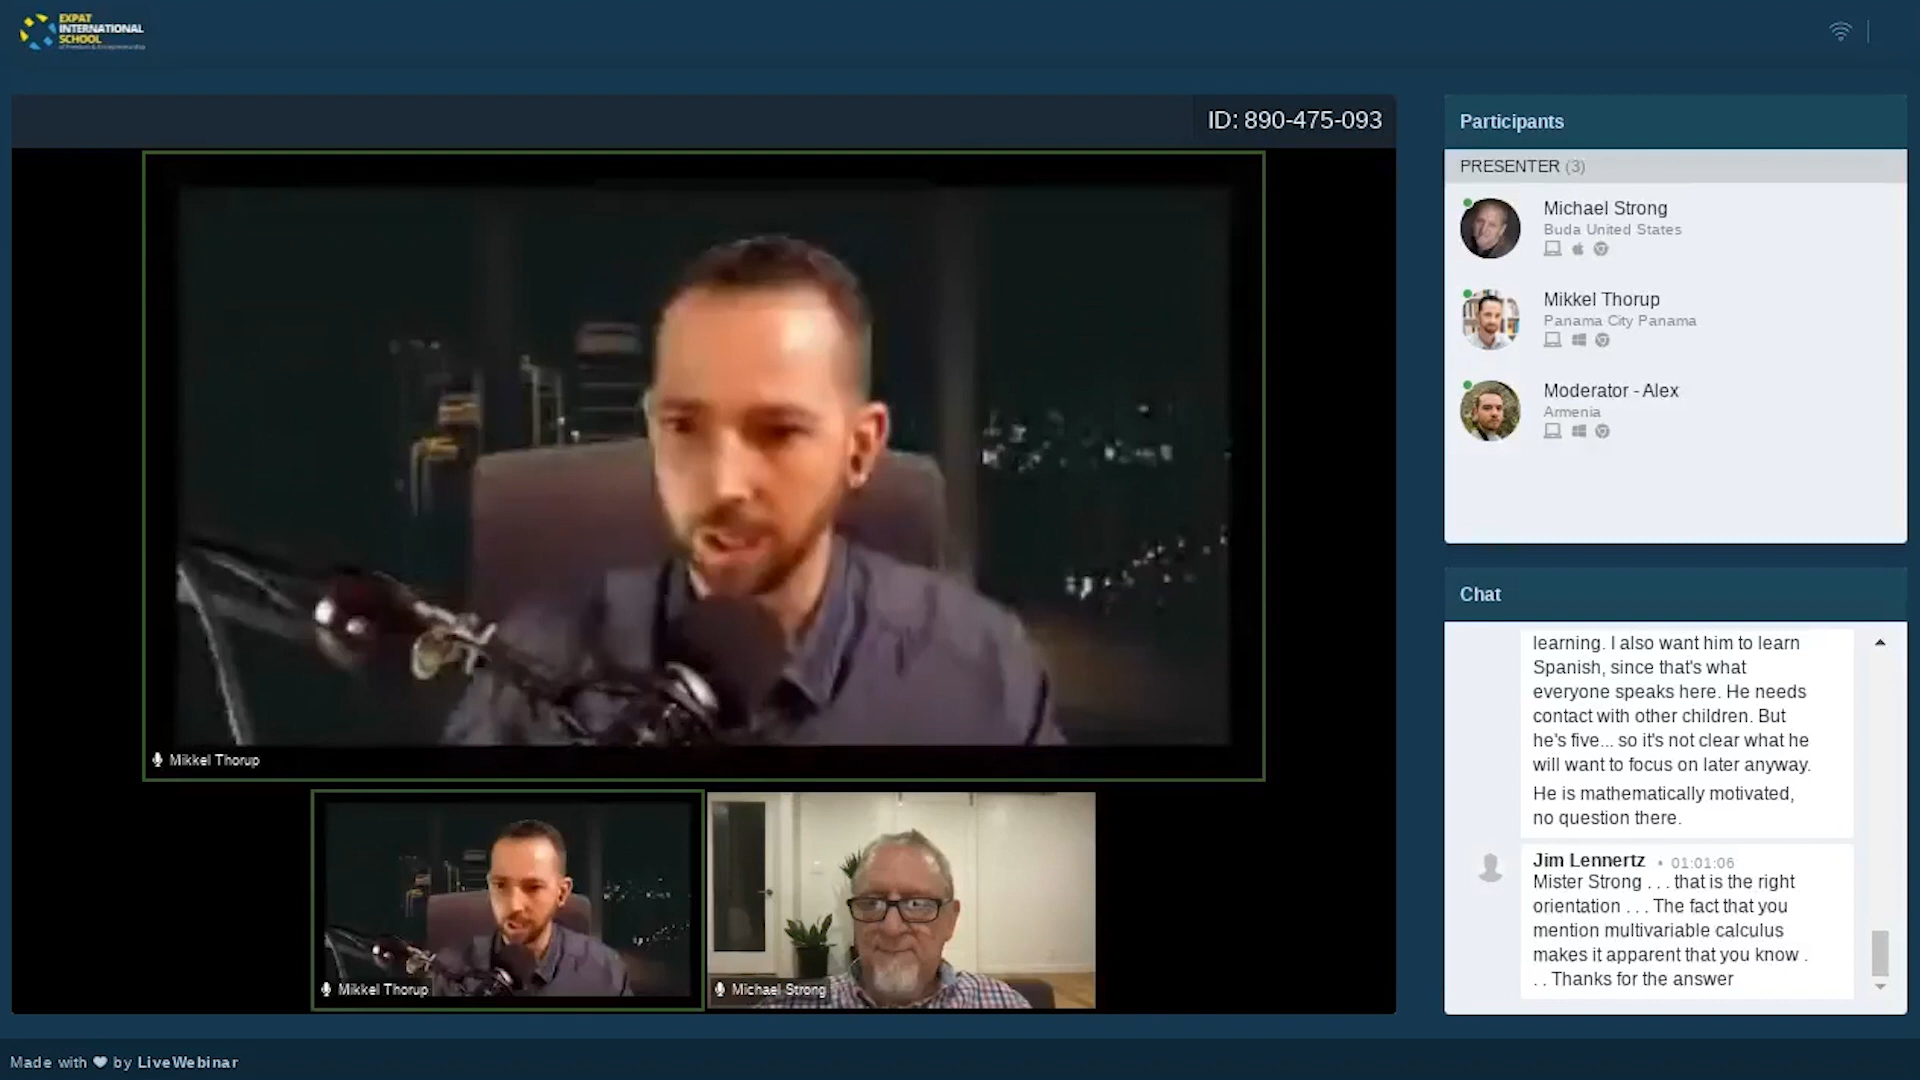 EXPAT
INTERNATIONAL
SCHOOL
of Freedom & Entrepreneurship
ID: 890-475-093
Mikkel Thorup
Mikkel Thorup
Michael Strong
Participants
PRESENTER (3)
Michael Strong
Buda United States
Mikkel Thorup
Panama City Panama
Moderator - Alex
Armenia
Chat
learning. I also want him to learn
Spanish, since that's what
everyone speaks here. He needs
contact with other children. But
he's five... so it's not clear what he
will want to focus on later anyway.
He is mathematically motivated,
no question there.
Jim Lennertz • 01:01:06
Mister Strong . . . that is the right
orientation . . . The fact that you
mention multivariable calculus
makes it apparent that you know .
. . Thanks for the answer
Made with ❤ by LiveWebinar